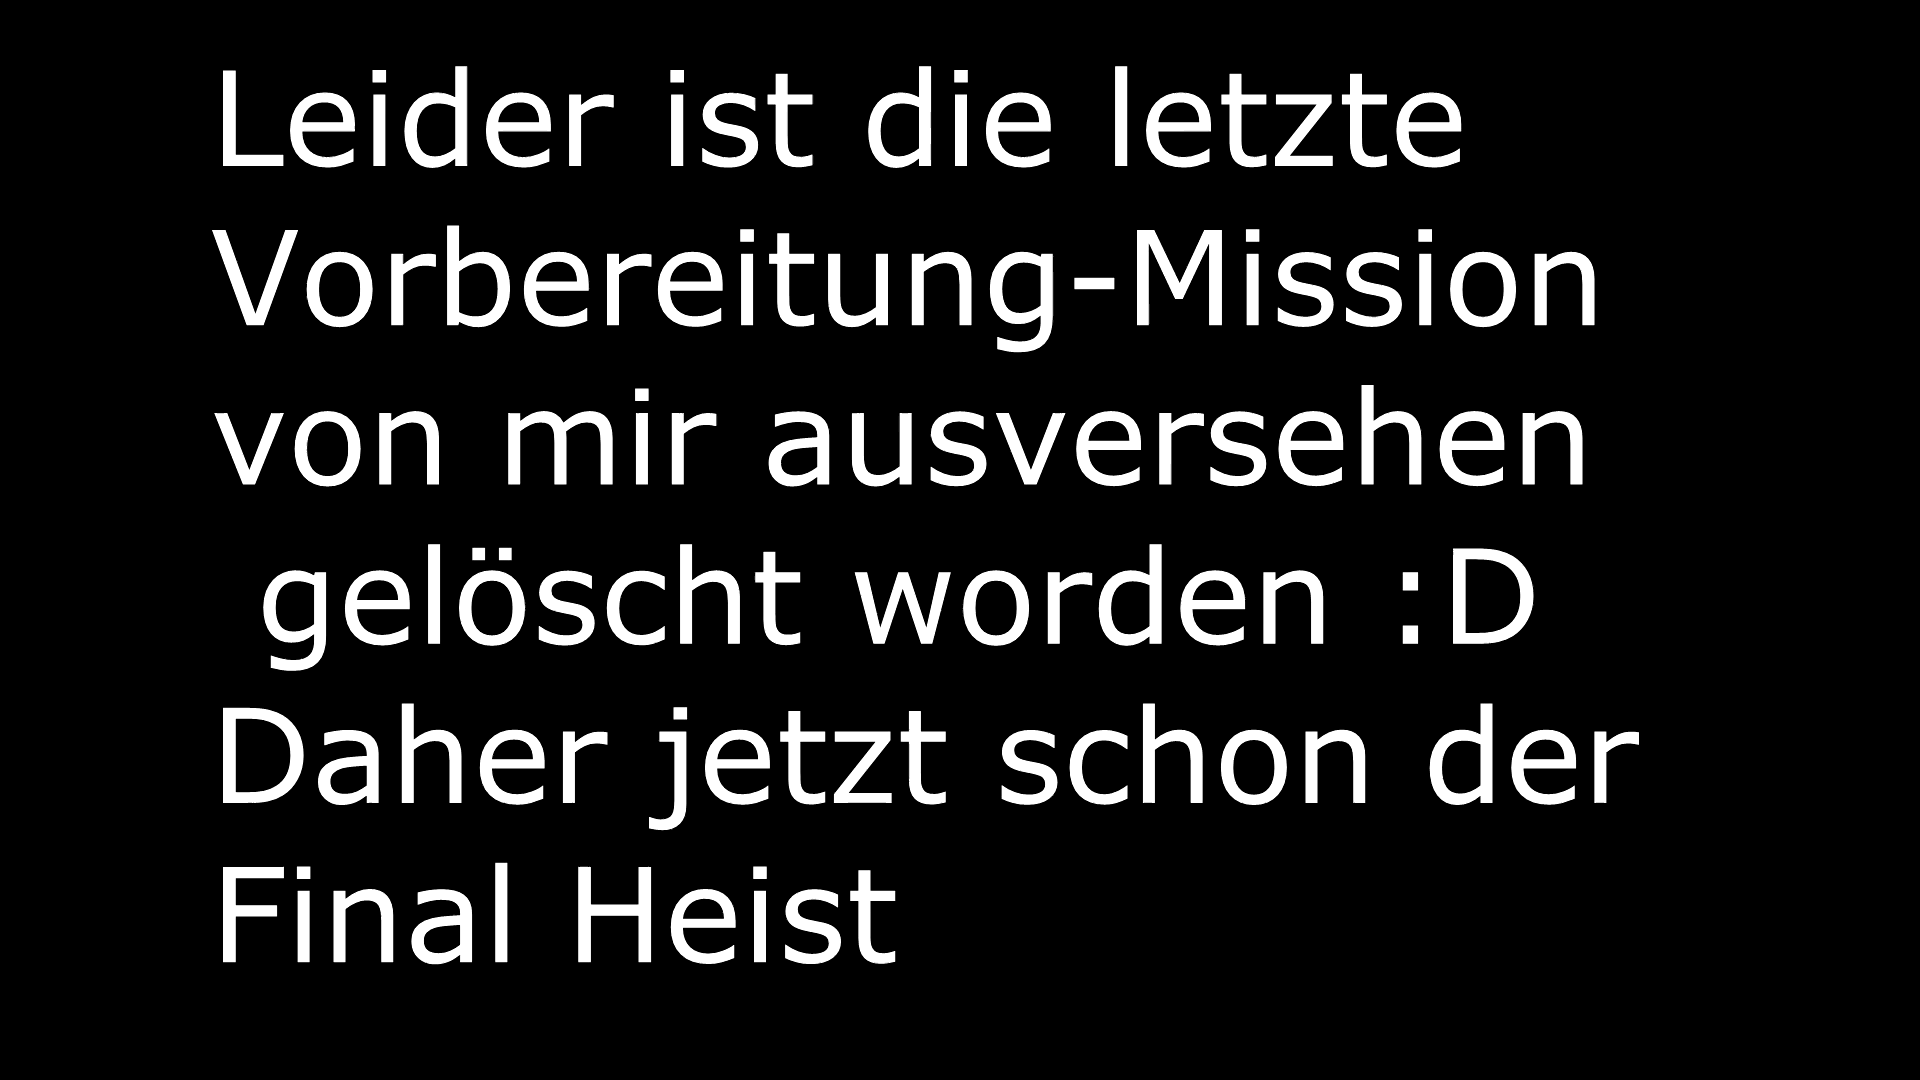 Leider ist die letzte
Vorbereitung-Mission
von mir ausversehen
gelöscht worden :D
Daher jetzt schon der
Final Heist